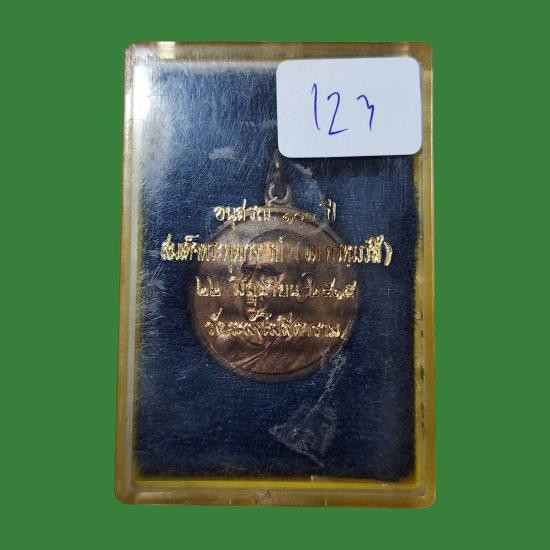 123
อนุสรณ์ ๑๐๐ ปี
สมเด็จพระพุฒาจารย์ (โต พรหมรังสี)
๒๒ มิถุนายน ๒๕๑๕
วัดระฆังโฆสิตาราม